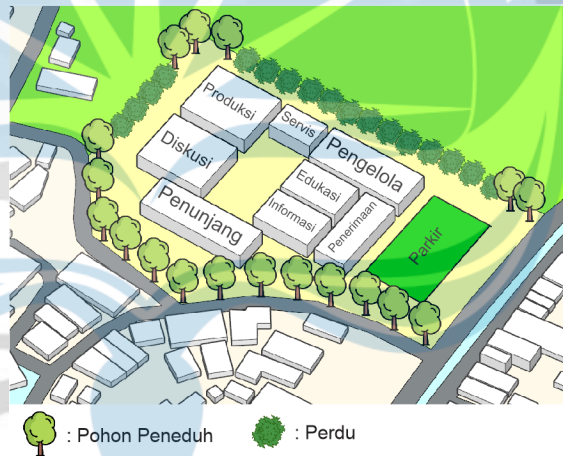 Produksi
Servis
Pengelola
Diskusi
Edukasi
Penunjang
Informasi
Penerimaan
Parkir
: Pohon Peneduh
: Perdu